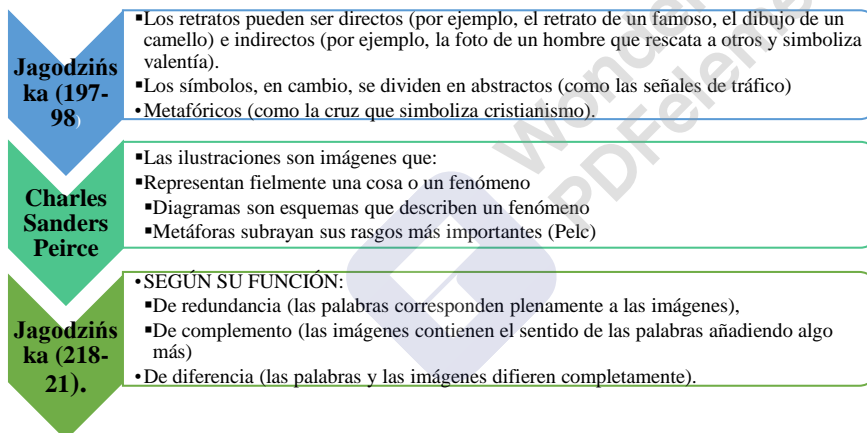 ▪Los retratos pueden ser directos (por ejemplo, el retrato de un famoso, el dibujo de un
camello) e indirectos (por ejemplo, la foto de un hombre que rescata a otros y simboliza
valentía).
▪Los símbolos, en cambio, se dividen en abstractos (como las señales de tráfico)
•Metafóricos (como la cruz que simboliza cristianismo).
Jagodzińs
ka (197-
98)
▪Las ilustraciones son imágenes que:
▪Representan fielmente una cosa o un fenómeno
▪Diagramas son esquemas que describen un fenómeno
▪Metáforas subrayan sus rasgos más importantes (Pelc)
Charles
Sanders
Peirce
•SEGÚN SU FUNCIÓN:
▪De redundancia (las palabras corresponden plenamente a las imágenes),
▪De complemento (las imágenes contienen el sentido de las palabras añadiendo algo
más)
•De diferencia (las palabras y las imágenes difieren completamente).
Jagodzińs
ka (218-
21).
PDFelement